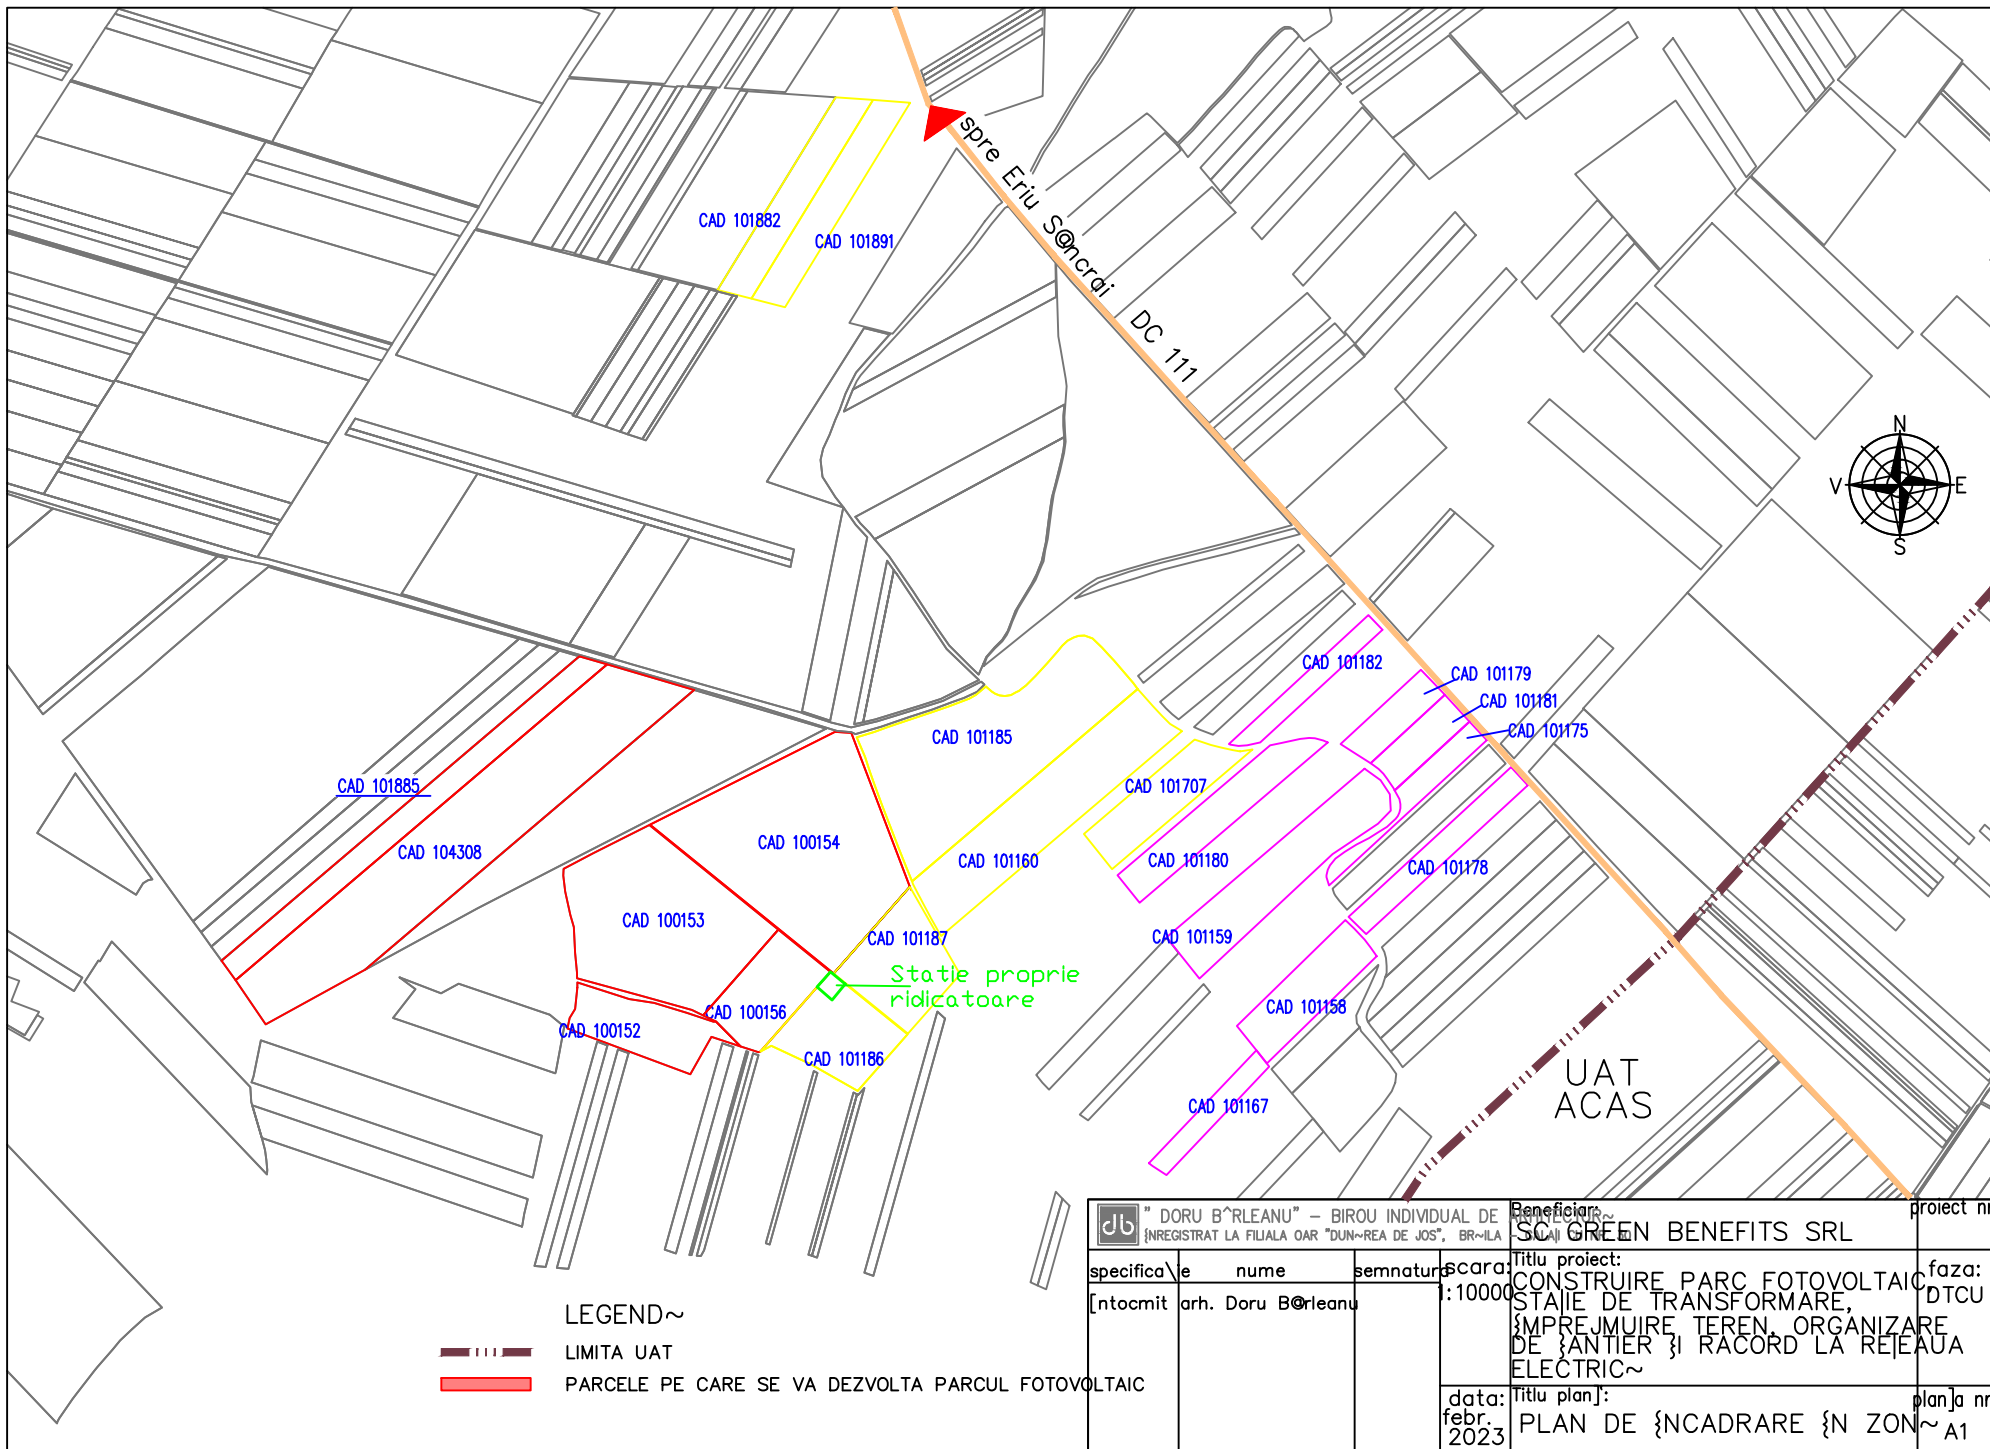 spre Eriu S@ncrai DC 111
CAD 101882
CAD 101891
N
V
E
S
CAD 101182
CAD 101179
CAD 101181
CAD 101175
CAD 101185
CAD 101885
CAD 101707
CAD 104308
CAD 100154
CAD 101160
CAD 101180
CAD 101178
CAD 100153
CAD 101187
CAD 101159
Statie proprie
ridicatoare
CAD 100156
CAD 101158
CAD 100152
CAD 101186
CAD 101167
UAT
ACAS
LEGEND~
LIMITA UAT
PARCELE PE CARE SE VA DEZVOLTA PARCUL FOTOVOLTAIC
db
" DORU B^RLEANU" – BIROU INDIVIDUAL DE ARHITECTUR~
{NREGISTRAT LA FILIALA OAR "DUN~REA DE JOS", BR~ILA –
Beneficiar:
SC GREEN BENEFITS SRL
proiect nr
specifica\ie nume semnatura
[ntocmit arh. Doru B@rleanu
scara:
1:10000
Titlu proiect:
CONSTRUIRE PARC FOTOVOLTAIC,
STA|IE DE TRANSFORMARE,
{MPREJMUIRE TEREN, ORGANIZARE
DE }ANTIER }I RACORD LA RE|EAUA
ELECTRIC~
faza:
DTCU
data:
febr.
2023
Titlu plan]':
PLAN DE {NCADRARE {N ZON~
plan]a nr
A1